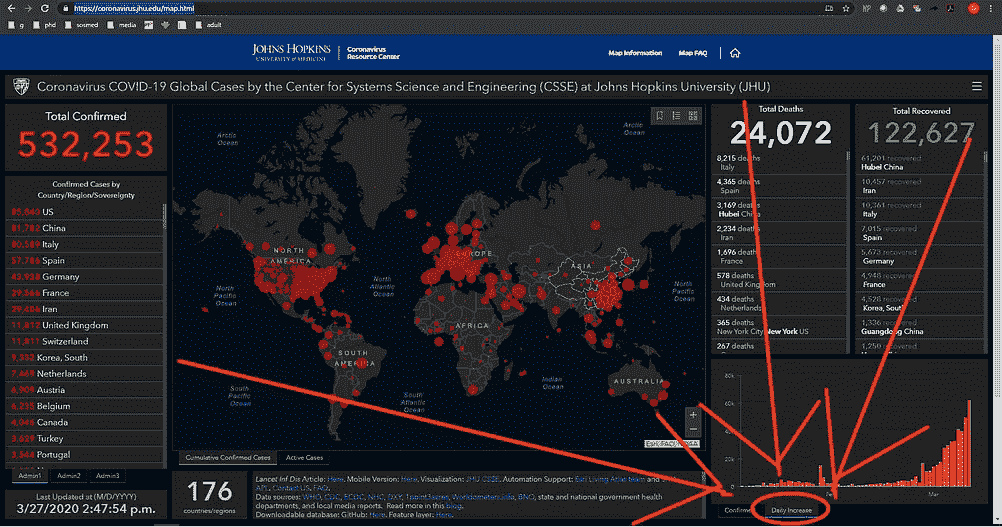 https://coronavirus.jhu.edu/map.html
g
phd
sosmed
media
adult
JOHNS HOPKINS
UNIVERSITY of MEDICINE
Coronavirus
Resource Center
Map Information
Map FAQ
Coronavirus COVID-19 Global Cases by the Center for Systems Science and Engineering (CSSE) at Johns Hopkins University (JHU)
Total Confirmed
532,253
Confirmed Cases by
Country/Region/Sovereignty
85,840 US
81,782 China
80,589 Italy
57,786 Spain
43,938 Germany
29,566 France
Iran
United Kingdom
11,811 Switzerland
9,332 Korea, South
7,468 Netherlands
6,909 Austria
6,235 Belgium
Canada
3,629 Turkey
3,544 Portugal
Admin1
Admin2
Admin3
Last Updated at (M/D/YYYY)
3/27/2020 2:47:54 p.m.
Arctic
Ocean
Arctic
Ocean
NORTH
AMERICA
EUROPE
ASIA
North
Pacific
Ocean
North
Atlantic
Ocean
North
Pacific
Ocean
AFRICA
SOUTH
AMERICA
Indian
Ocean
AUSTRALIA
South
Pacific
Ocean
South
Atlantic
Ocean
+
−
Esri, FAO, NOAA
Cumulative Confirmed Cases
Active Cases
176
countries/regions
Lancet Inf Dis Article: Here. Mobile Version: Here. Visualization: JHU CSSE. Automation Support: Esri Living Atlas team and
Contact US. FAQ.
Data sources: WHO, CDC, ECDC, NHC, DXY, 1point3acres, Worldometers.info, BNO, state and national government health
departments, and local media reports. Read more in this blog.
Downloadable database: GitHub: Here. Feature layer: Here.
Total Deaths
24,072
8,215 deaths
Italy
4,365 deaths
Spain
3,169 deaths
Hubei China
2,234 deaths
Iran
1,696 deaths
France
578 deaths
United Kingdom
434 deaths
Netherlands
365 deaths
New York City New York US
267 deaths
Total Recovered
122,627
61,201 recovered
Hubei China
10,457 recovered
Iran
10,361 recovered
Italy
7,015 recovered
Spain
5,673 recovered
Germany
4,948 recovered
France
4,528 recovered
Korea, South
1,336 recovered
Guangdong China
1,250 recovered
80k
60k
40k
20k
0
Mar
Daily Increase